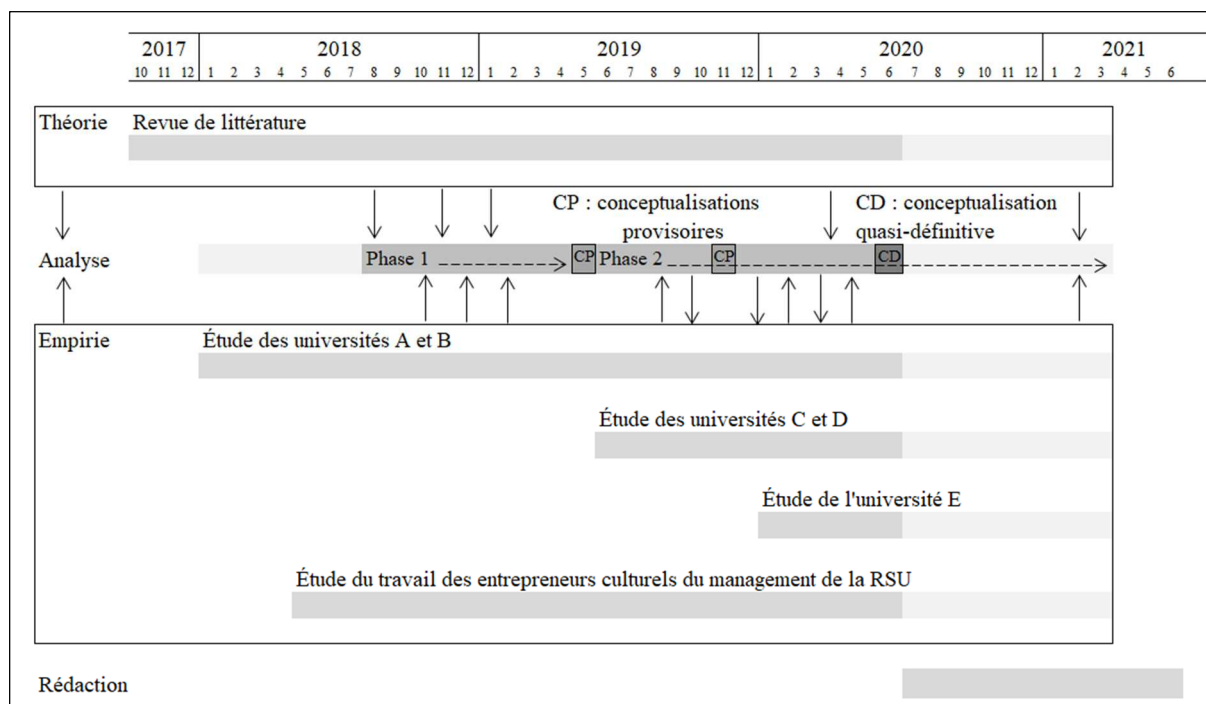 2017 2018 2019 2020 2021
10 11 12 1 2 3 4 5 6 7 8 9 10 11 12 1 2 3 4 5 6 7 8 9 10 11 12 1 2 3 4 5 6 7 8 9 10 11 12 1 2 3 4 5 6
Théorie Revue de littérature
CP : conceptualisations
provisoires
CD : conceptualisation
quasi-définitive
Analyse Phase 1 CP Phase 2 CP CD
Empirie Étude des universités A et B
Étude des universités C et D
Étude de l'université E
Étude du travail des entrepreneurs culturels du management de la RSU
Rédaction